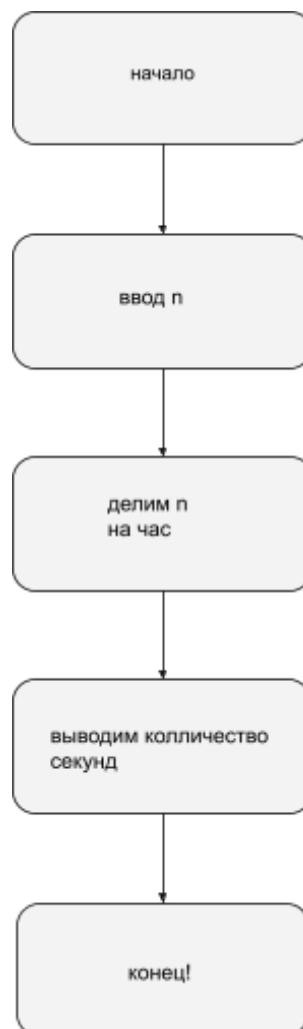 начало
ввод n
делим n
на час
выводим колличество
секунд
конец!